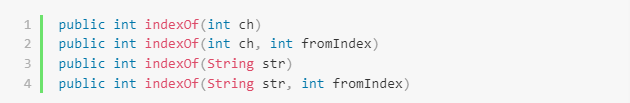 1 public int indexOf(int ch)
2 public int indexOf(int ch, int fromIndex)
3 public int indexOf(String str)
4 public int indexOf(String str, int fromIndex)